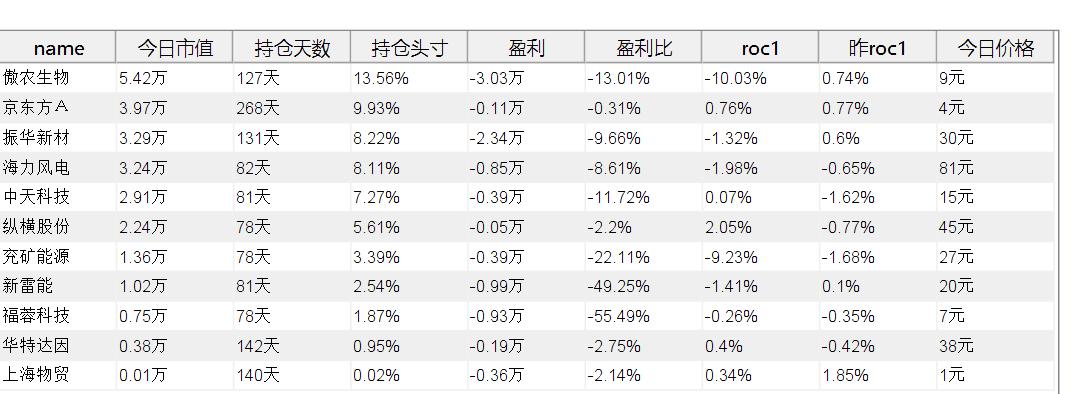 name 今日市值 持仓天数 持仓头寸 盈利 盈利比 roc1 昨roc1 今日价格
傲农生物 5.42万 127天 13.56% -3.03万 -13.01% -10.03% 0.74% 9元
京东方Ａ 3.97万 268天 9.93% -0.11万 -0.31% 0.76% 0.77% 4元
振华新材 3.29万 131天 8.22% -2.34万 -9.66% -1.32% 0.6% 30元
海力风电 3.24万 82天 8.11% -0.85万 -8.61% -1.98% -0.65% 81元
中天科技 2.91万 81天 7.27% -0.39万 -11.72% 0.07% -1.62% 15元
纵横股份 2.24万 78天 5.61% -0.05万 -2.2% 2.05% -0.77% 45元
兖矿能源 1.36万 78天 3.39% -0.39万 -22.11% -9.23% -1.68% 27元
新雷能 1.02万 81天 2.54% -0.99万 -49.25% -1.41% 0.1% 20元
福蓉科技 0.75万 78天 1.87% -0.93万 -55.49% -0.26% -0.35% 7元
华特达因 0.38万 142天 0.95% -0.19万 -2.75% 0.4% -0.42% 38元
上海物贸 0.01万 140天 0.02% -0.36万 -2.14% 0.34% 1.85% 1元